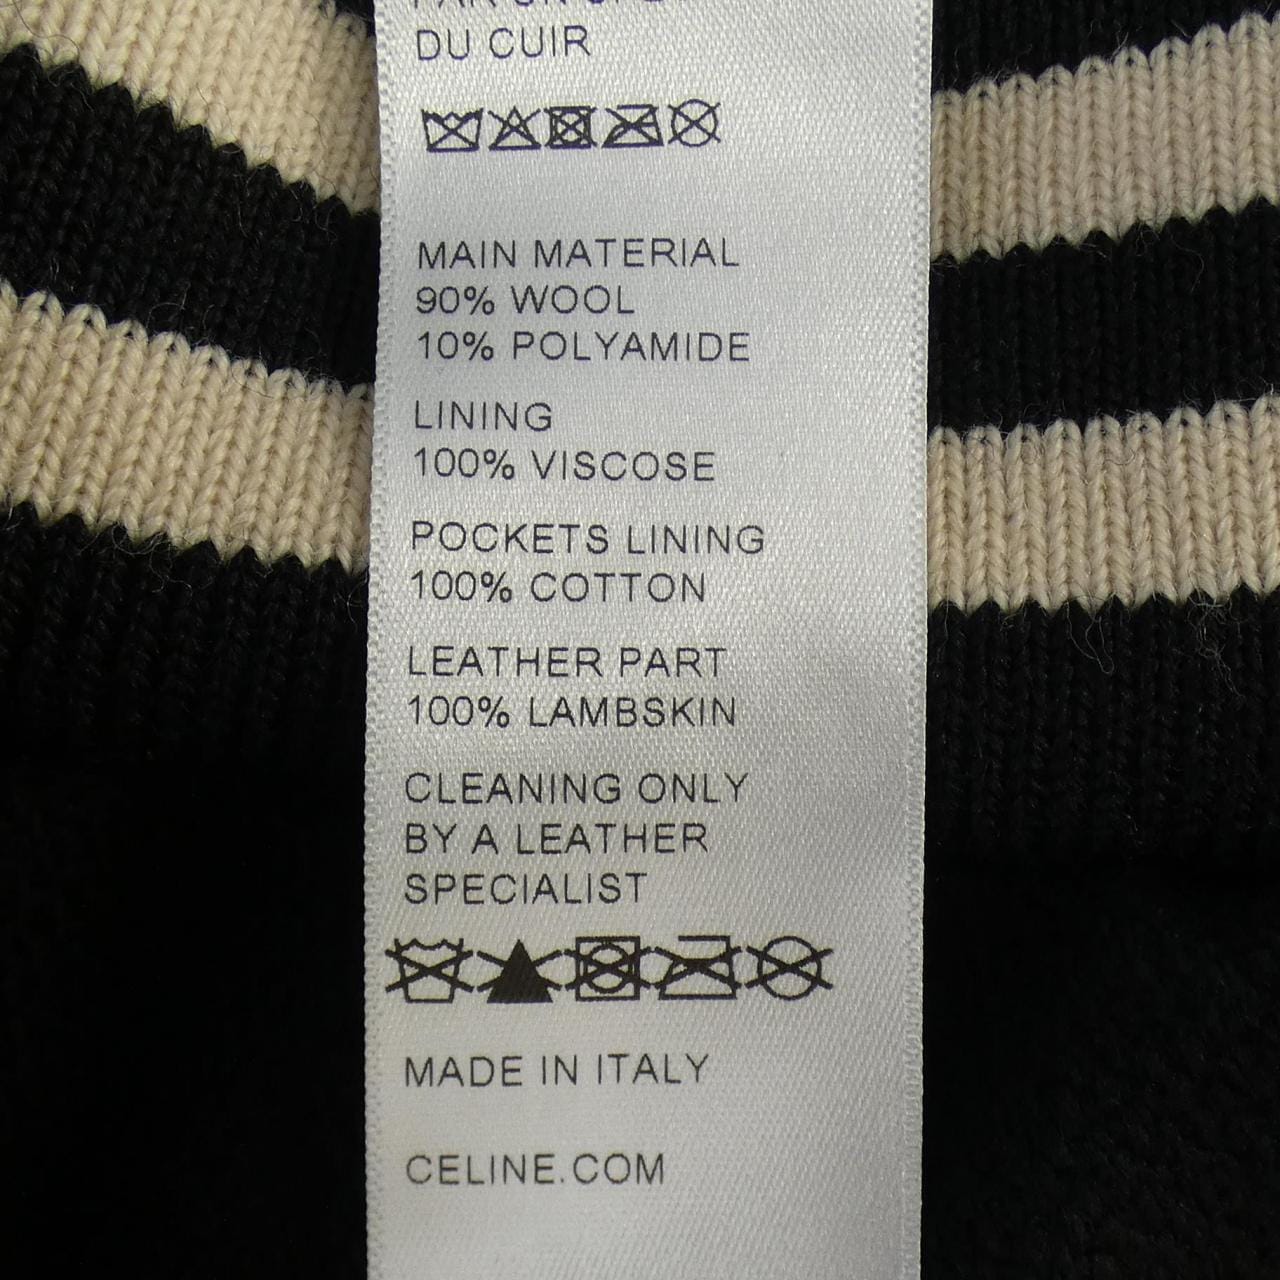 DU CUIR
MAIN MATERIAL
90% WOOL
10% POLYAMIDE
LINING
100% VISCOSE
POCKETS LINING
100% COTTON
LEATHER PART
100% LAMBSKIN
CLEANING ONLY
BY A LEATHER
SPECIALIST
MADE IN ITALY
CELINE.COM